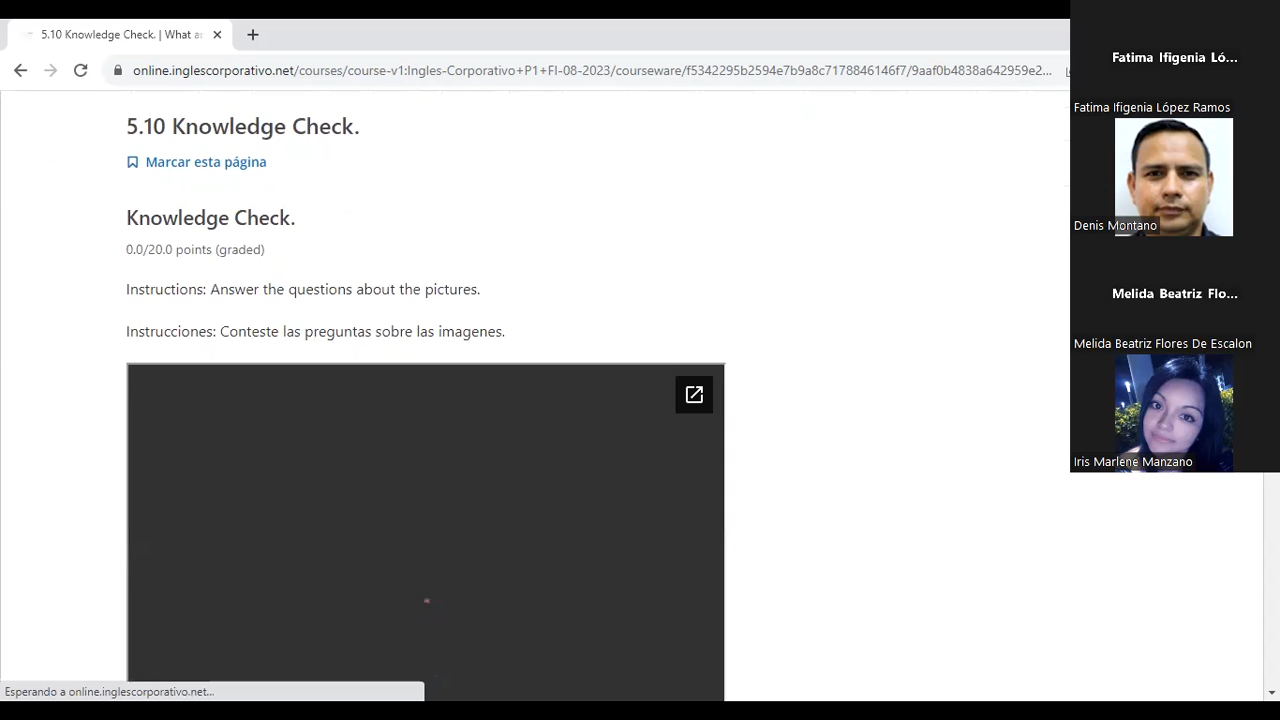 5.10 Knowledge Check. | What a
online.inglescorporativo.net/courses/course-v1:Ingles-Corporativo+P1+FI-08-2023/courseware/f5342295b2594e7b9a8c7178846146f7/9aaf0b4838a642959e2...
5.10 Knowledge Check.
Marcar esta página
Knowledge Check.
0.0/20.0 points (graded)
Instructions: Answer the questions about the pictures.
Instrucciones: Conteste las preguntas sobre las imagenes.
Esperando a online.inglescorporativo.net...
Fatima Ifigenia Ló...
Fatima Ifigenia López Ramos
Denis Montano
Melida Beatriz Flo...
Melida Beatriz Flores De Escalon
Iris Marlene Manzano